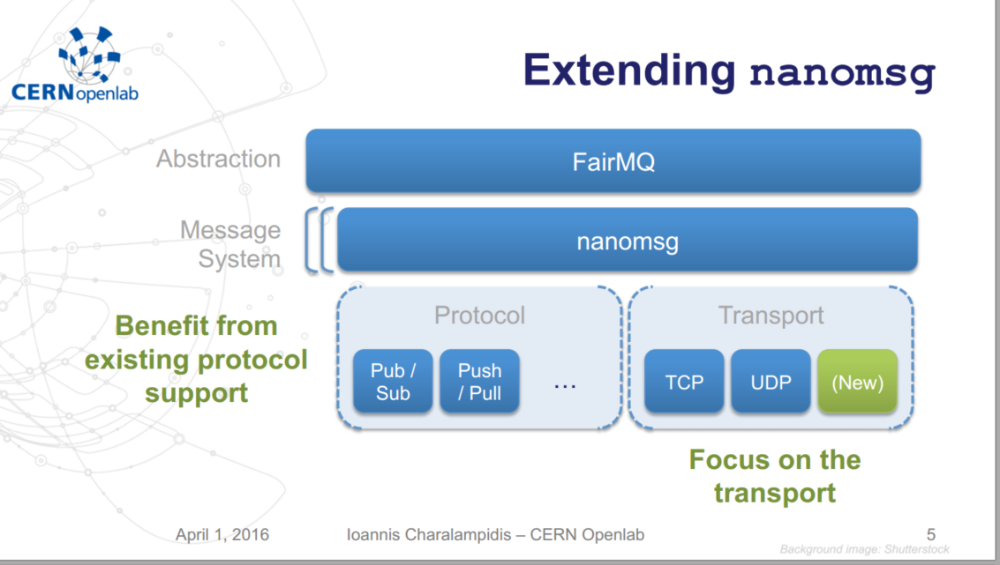 CERNopenlab
Extending nanomsg
Abstraction
FairMQ
Message
System
nanomsg
Benefit from
existing protocol
support
Protocol
Pub /
Sub
Push
/ Pull
...
Transport
TCP
UDP
(New)
Focus on the
transport
April 1, 2016
Ioannis Charalampidis – CERN Openlab
5
Background image: Shutterstock